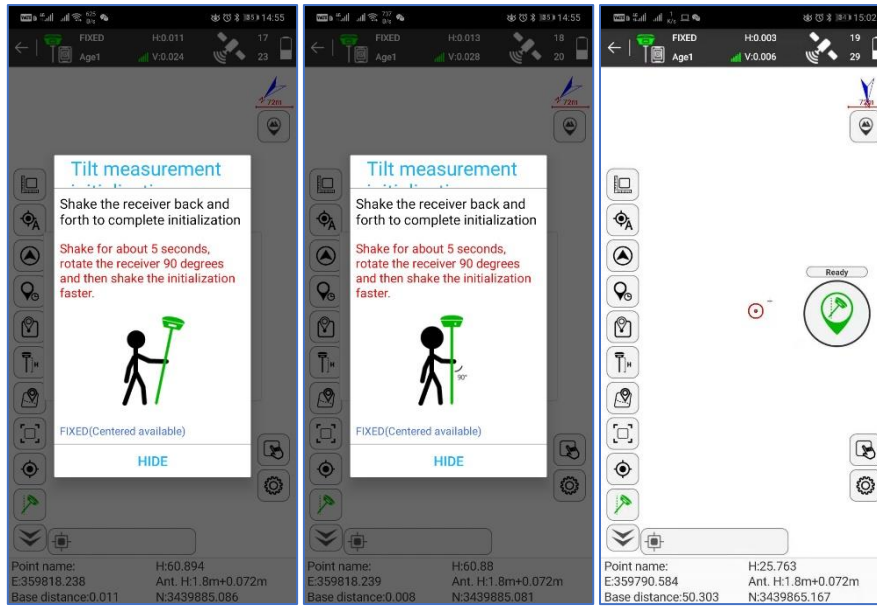 625
B/s
14:55
FIXED
H:0.011
17
Age1
V:0.024
23
72m
Tilt measurement
Shake the receiver back and
forth to complete initialization
Shake for about 5 seconds,
rotate the receiver 90 degrees
and then shake the initialization
faster.
FIXED(Centered available)
HIDE
Point name:
H:60.894
E:359818.238
Ant. H:1.8m+0.072m
Base distance:0.011
N:3439885.086
737
B/s
14:55
FIXED
H:0.013
18
Age1
V:0.028
20
72m
Tilt measurement
Shake the receiver back and
forth to complete initialization
Shake for about 5 seconds,
rotate the receiver 90 degrees
and then shake the initialization
faster.
90°
FIXED(Centered available)
HIDE
Point name:
H:60.88
E:359818.239
Ant. H:1.8m+0.072m
Base distance:0.008
N:3439885.081
1
K/s
15:02
FIXED
H:0.003
19
Age1
V:0.006
29
72m
Ready
Point name:
H:25.763
E:359790.584
Ant. H:1.8m+0.072m
Base distance:50.303
N:3439865.167